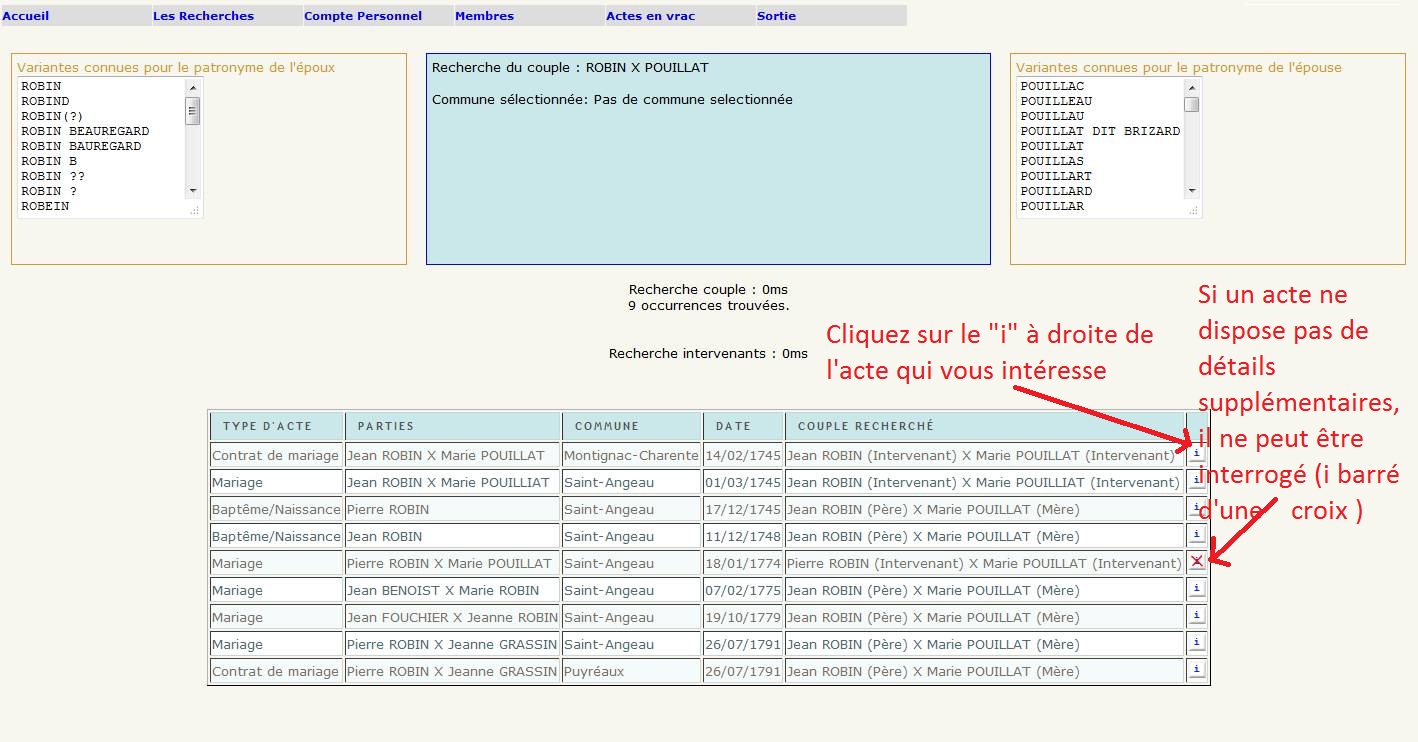 Accueil Les Recherches Compte Personnel Membres Actes en vrac Sortie
Variantes connues pour le patronyme de l'époux
ROBIN
ROBIND
ROBIN(?)
ROBIN BEAUREGARD
ROBIN BAUREGARD
ROBIN B
ROBIN ??
ROBIN ?
ROBEIN
Recherche du couple : ROBIN X POUILLAT
Commune sélectionnée: Pas de commune selectionnée
Variantes connues pour le patronyme de l'épouse
POUILLAC
POUILLEAU
POUILLAU
POUILLAT DIT BRIZARD
POUILLAT
POUILLAS
POUILLART
POUILLARD
POUILLAR
Recherche couple : 0ms
9 occurrences trouvées.
Recherche intervenants : 0ms
Cliquez sur le "i" à droite de
l'acte qui vous intéresse
Si un acte ne
dispose pas de
détails
supplémentaires,
il ne peut être
interrogé (i barré
d'une croix )
TYPE D'ACTE PARTIES COMMUNE DATE COUPLE RECHERCHÉ
Contrat de mariage Jean ROBIN X Marie POUILLAT Montignac-Charente 14/02/1745 Jean ROBIN (Intervenant) X Marie POUILLAT (Intervenant) i
Mariage Jean ROBIN X Marie POUILLIAT Saint-Angeau 01/03/1745 Jean ROBIN (Intervenant) X Marie POUILLIAT (Intervenant) i
Baptême/Naissance Pierre ROBIN Saint-Angeau 17/12/1745 Jean ROBIN (Père) X Marie POUILLAT (Mère) i
Baptême/Naissance Jean ROBIN Saint-Angeau 11/12/1748 Jean ROBIN (Père) X Marie POUILLAT (Mère) i
Mariage Pierre ROBIN X Marie POUILLAT Saint-Angeau 18/01/1774 Pierre ROBIN (Intervenant) X Marie POUILLAT (Intervenant) i
Mariage Jean BENOIST X Marie ROBIN Saint-Angeau 07/02/1775 Jean ROBIN (Père) X Marie POUILLAT (Mère) i
Mariage Jean FOUCHIER X Jeanne ROBIN Saint-Angeau 19/10/1779 Jean ROBIN (Père) X Marie POUILLAT (Mère) i
Mariage Pierre ROBIN X Jeanne GRASSIN Saint-Angeau 26/07/1791 Jean ROBIN (Père) X Marie POUILLAT (Mère) i
Contrat de mariage Pierre ROBIN X Jeanne GRASSIN Puyréaux 26/07/1791 Jean ROBIN (Père) X Marie POUILLAT (Mère) i